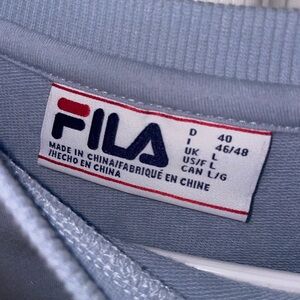 FILA
MADE IN CHINA/FABRIQUÉ EN CHINE
/HECHO EN CHINA
D 40
I 46/48
UK L
US/F L
CAN L/G